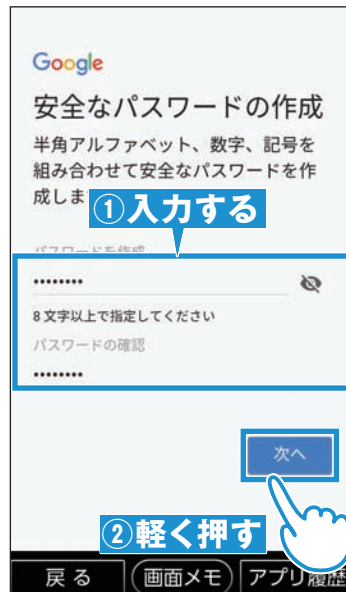 Google
安全なパスワードの作成
半角アルファベット、数字、記号を
組み合わせて安全なパスワードを作
成しま
①入力する
パスワードを作成
••••••••
8文字以上で指定してください
パスワードの確認
••••••••
次へ
②軽く押す
戻る
画面メモ
アプリ履歴